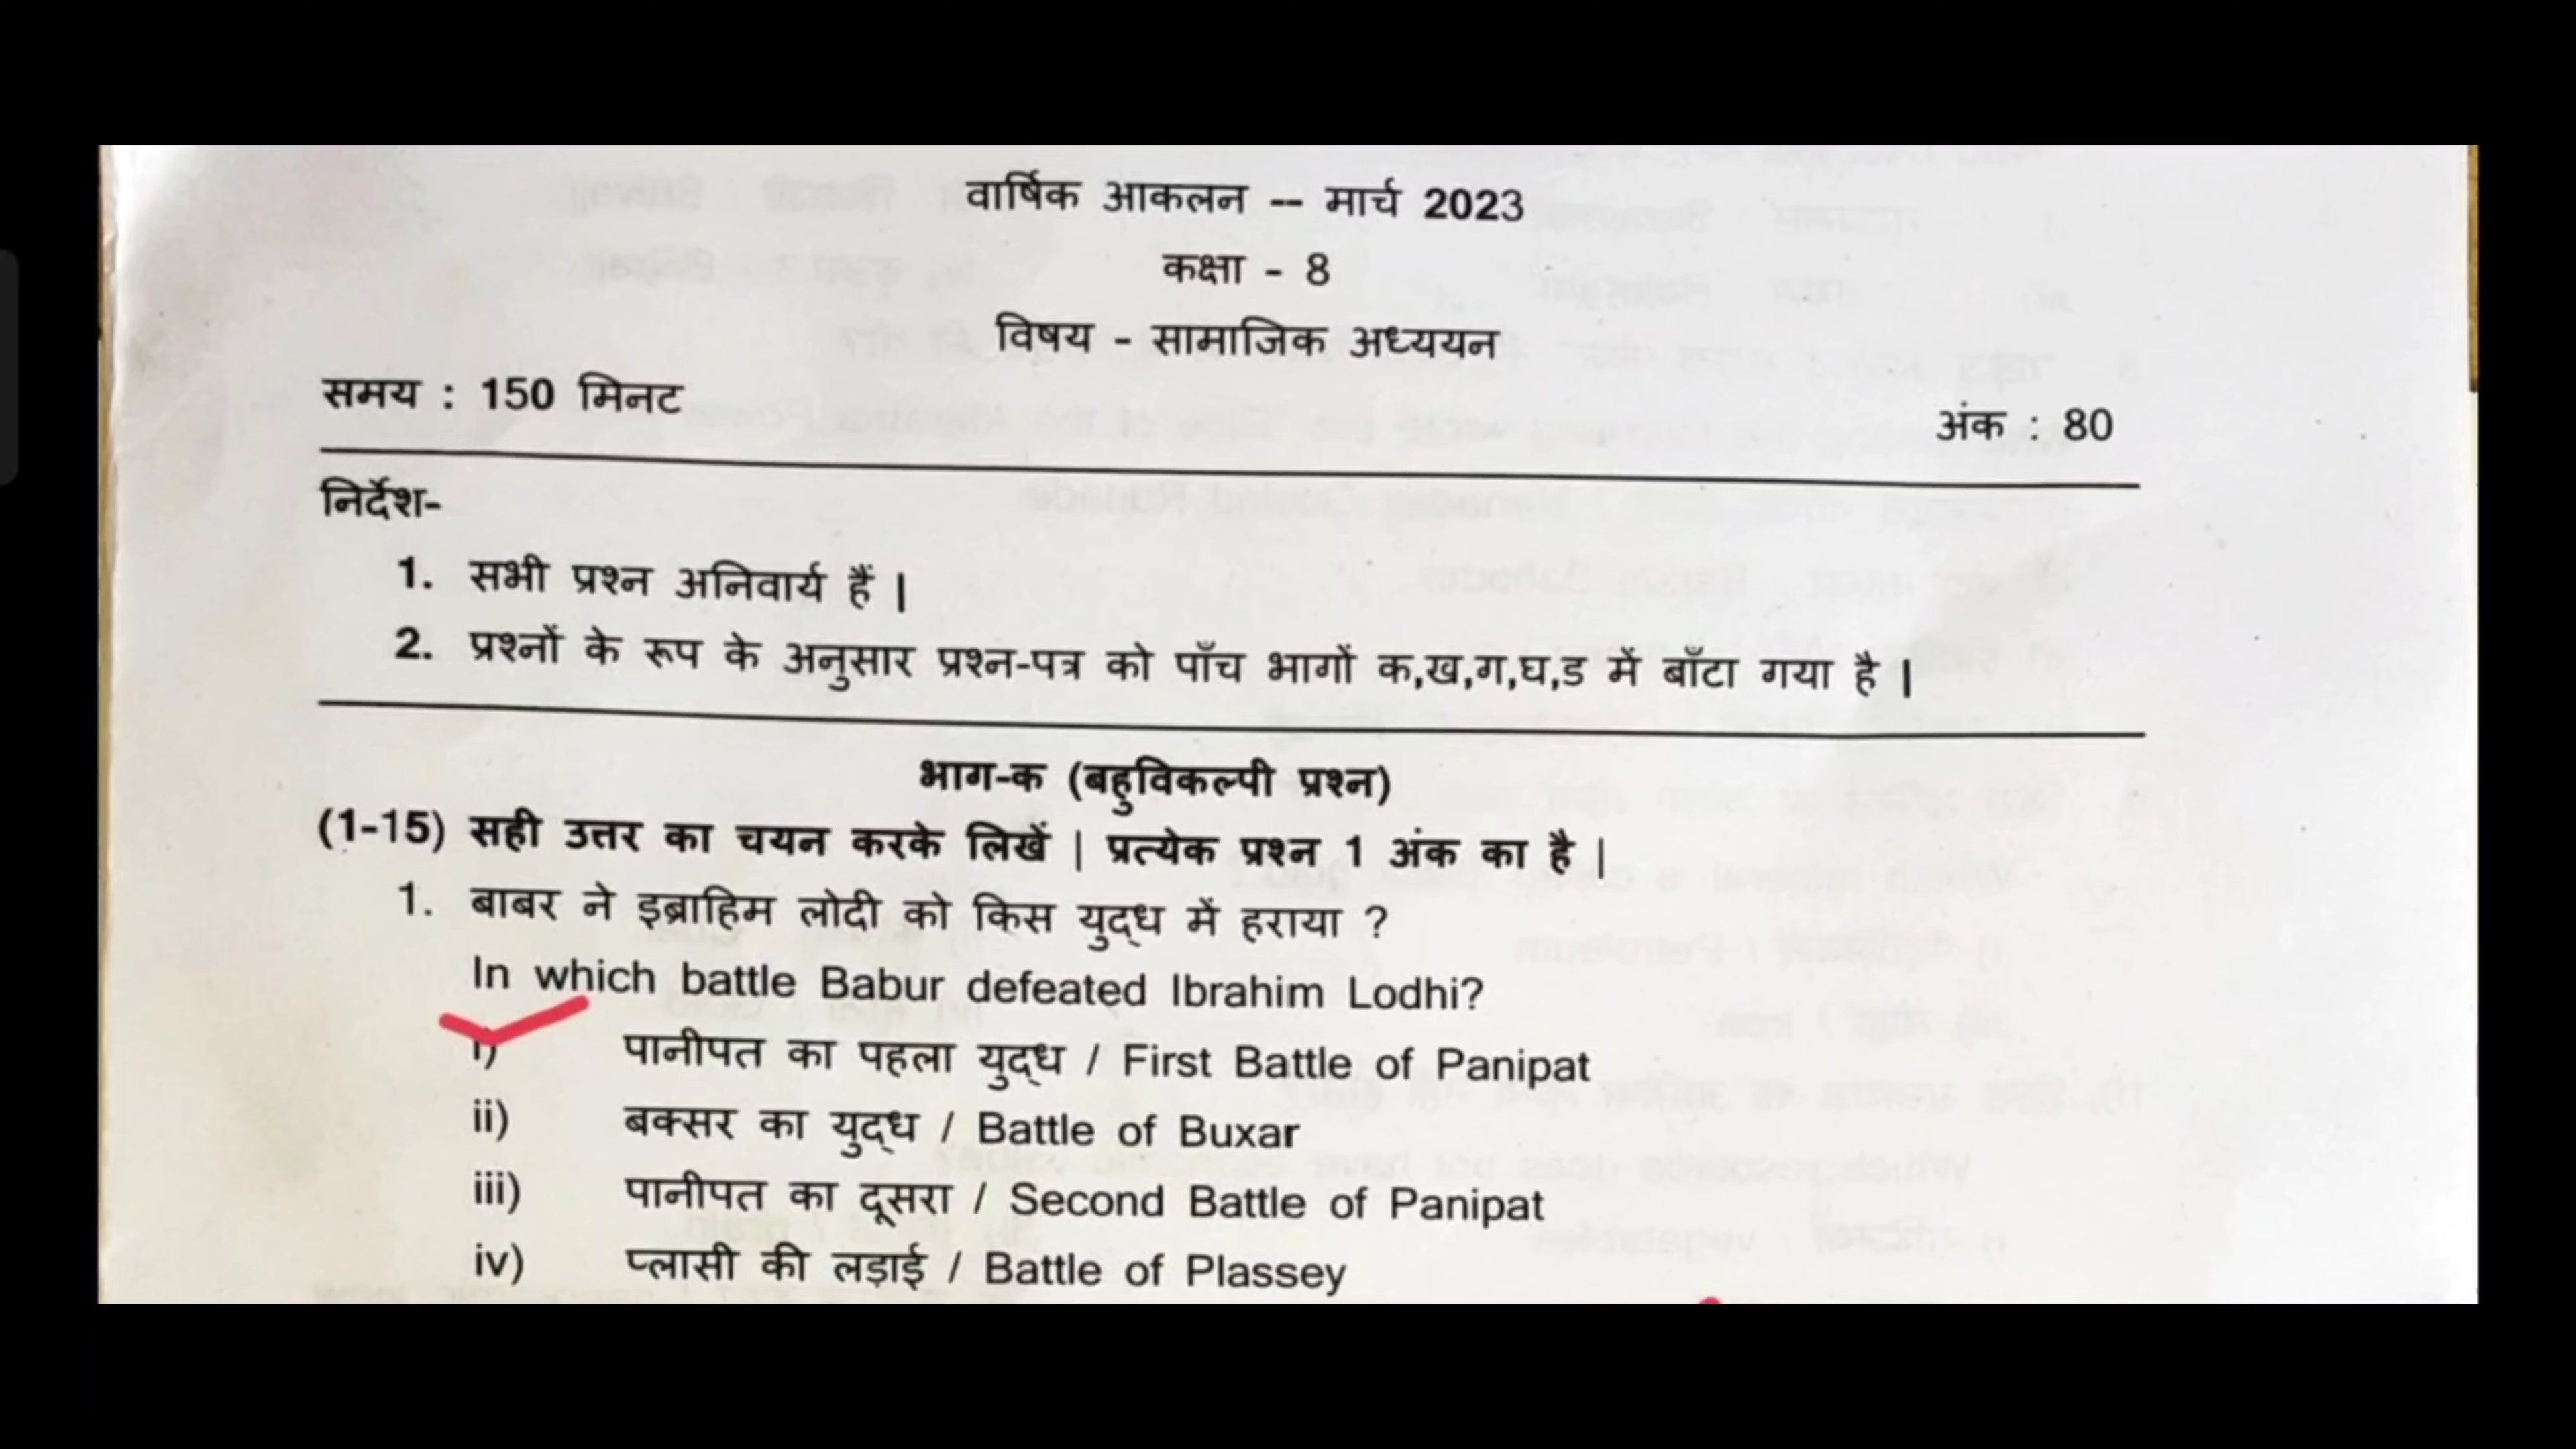 वार्षिक आकलन -- मार्च 2023
कक्षा - 8
विषय - सामाजिक अध्ययन
समय : 150 मिनट
अंक : 80
निर्देश-
1. सभी प्रश्न अनिवार्य हैं |
2. प्रश्नों के रूप के अनुसार प्रश्न-पत्र को पाँच भागों क,ख,ग,घ,ड में बाँटा गया है |
भाग-क (बहुविकल्पी प्रश्न)
(1-15) सही उत्तर का चयन करके लिखें | प्रत्येक प्रश्न 1 अंक का है |
1. बाबर ने इब्राहिम लोदी को किस युद्ध में हराया ?
In which battle Babur defeated Ibrahim Lodhi?
i) पानीपत का पहला युद्ध / First Battle of Panipat
ii) बक्सर का युद्ध / Battle of Buxar
iii) पानीपत का दूसरा / Second Battle of Panipat
iv) प्लासी की लड़ाई / Battle of Plassey